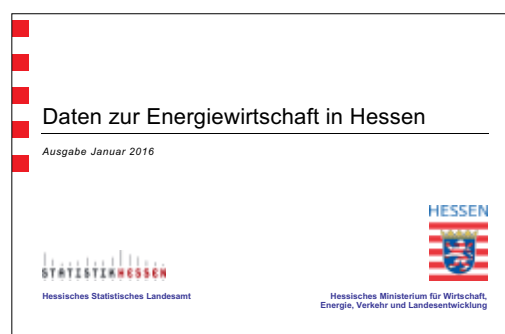 Daten zur Energiewirtschaft in Hessen
Ausgabe Januar 2016
HESSEN
STATISTIKHESSEN
Hessisches Statistisches Landesamt
Hessisches Ministerium für Wirtschaft,
Energie, Verkehr und Landesentwicklung